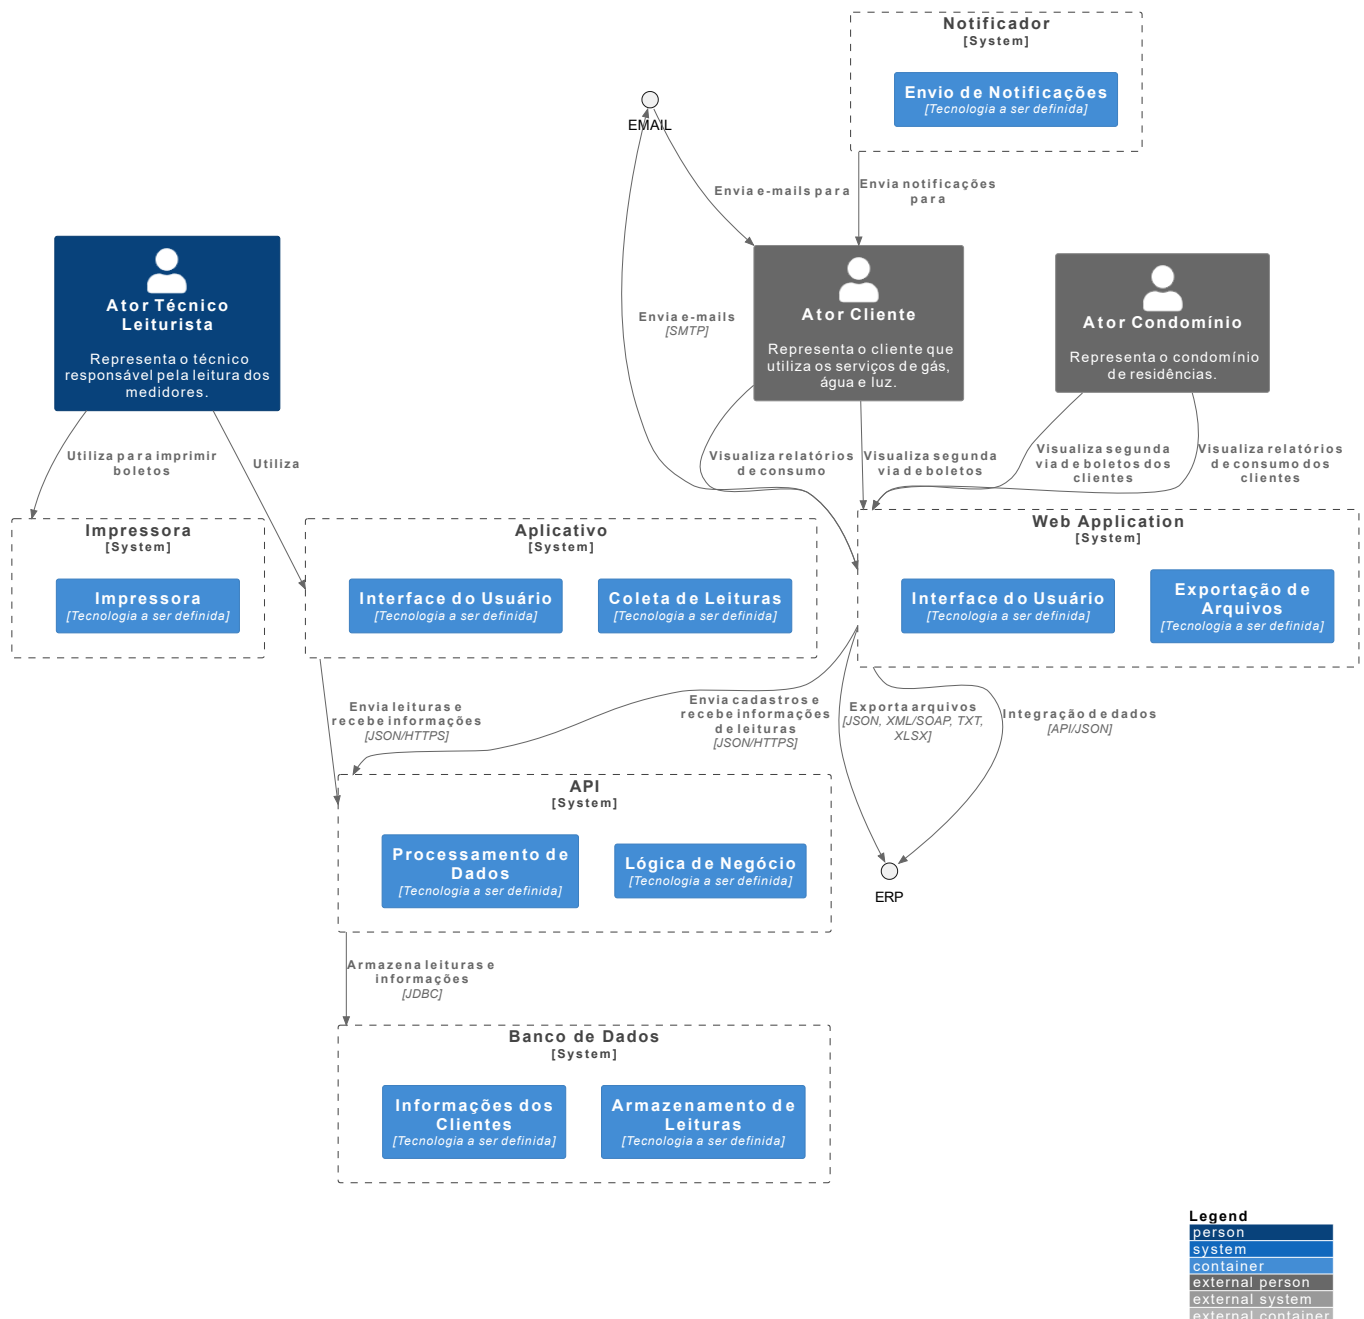 Notificador
[System]
Envio de Notificações
[Tecnologia a ser definida]
EMAIL
Envia e-mails para
Envia notificações
para
Ator Técnico
Leiturista
Representa o técnico
responsável pela leitura dos
medidores.
Envia e-mails
[SMTP]
Ator Cliente
Representa o cliente que
utiliza os serviços de gás,
água e luz.
Ator Condomínio
Representa o condomínio
de residências.
Utiliza para imprimir
boletos
Utiliza
Visualiza relatórios
de consumo
Visualiza segunda
via de boletos
Visualiza segunda
via de boletos dos
clientes
Visualiza relatórios
de consumo dos
clientes
Impressora
[System]
Impressora
[Tecnologia a ser definida]
Aplicativo
[System]
Interface do Usuário
[Tecnologia a ser definida]
Coleta de Leituras
[Tecnologia a ser definida]
Web Application
[System]
Interface do Usuário
[Tecnologia a ser definida]
Exportação de
Arquivos
[Tecnologia a ser definida]
Envia leituras e
recebe informações
[JSON/HTTPS]
Envia cadastros e
recebe informações
de leituras
[JSON/HTTPS]
Exporta arquivos
[JSON, XML/SOAP, TXT,
XLSX]
Integração de dados
[API/JSON]
API
[System]
Processamento de
Dados
[Tecnologia a ser definida]
Lógica de Negócio
[Tecnologia a ser definida]
ERP
Armazena leituras e
informações
[JDBC]
Banco de Dados
[System]
Informações dos
Clientes
[Tecnologia a ser definida]
Armazenamento de
Leituras
[Tecnologia a ser definida]
Legend
person
system
container
external person
external system
external container